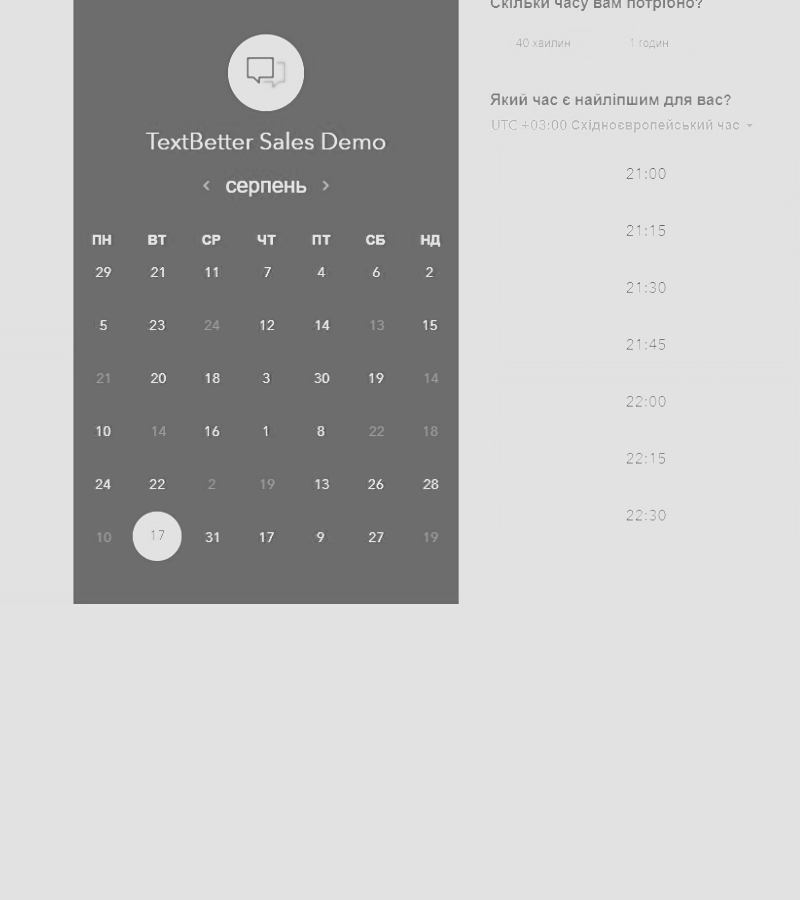 TextBetter Sales Demo
серпень
ПН ВТ СР ЧТ ПТ СБ НД
29 21 11 7 4 6 2
5 23 24 12 14 13 15
21 20 18 3 30 19 14
10 14 16 1 8 22 18
24 22 2 19 13 26 28
10 17 31 17 9 27 19
Скільки часу вам потрібно?
40 хвилин 1 годин
Який час є найліпшим для вас?
UTC +03:00 Східноєвропейський час
21:00
21:15
21:30
21:45
22:00
22:15
22:30